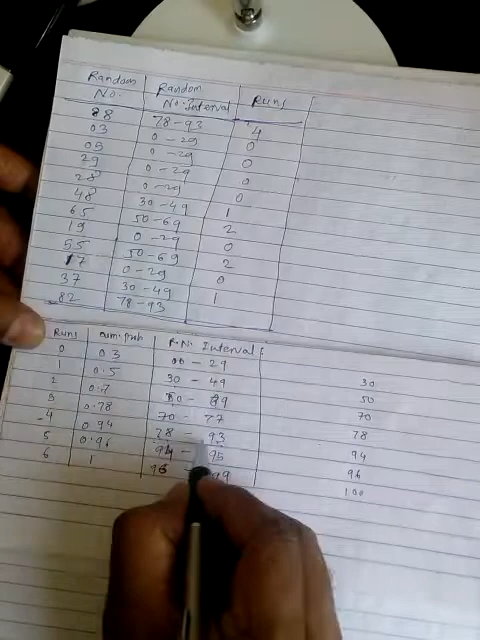 Random No. Random No. Interval Runs
88 78-93 4
03 0-29 0
05 0-29 0
29 0-29 0
28 0-29 0
48 30-49 1
65 50-69 2
19 0-29 0
55 50-69 2
17 0-29 0
37 30-49 1
82 78-93
Runs cum. prob R.N. Interval
0 0.3 00-29 30
1 0.5 30-49 50
2 0.7 70
3 0.78 70-77 78
4 0.94 78-93 94
5 0.96 94-95 96
6 1 96-99 100